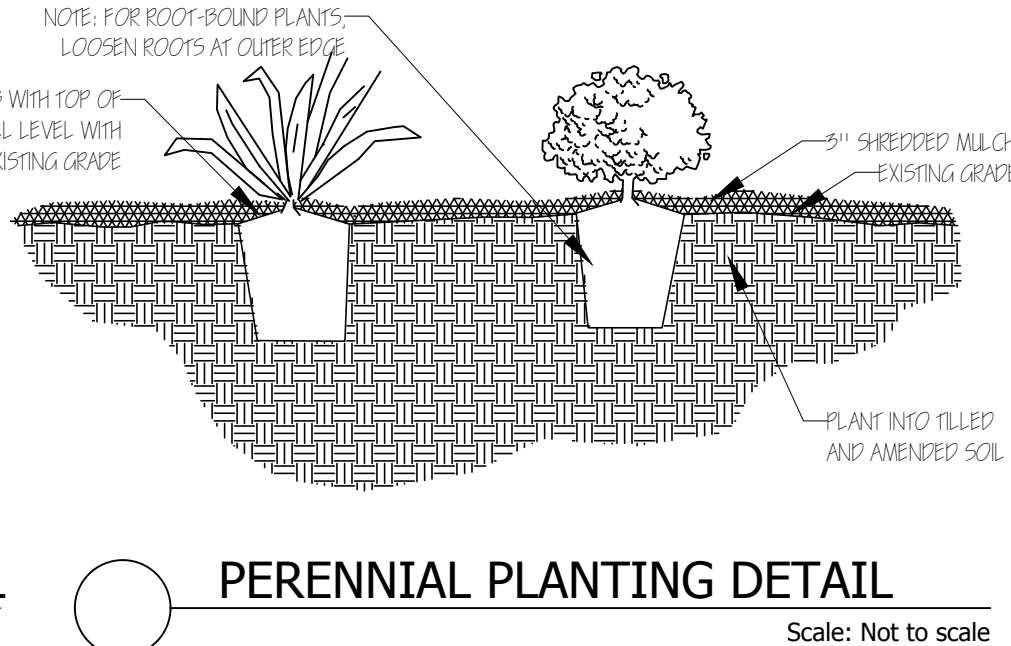 NOTE: FOR ROOT-BOUND PLANTS,
LOOSEN ROOTS AT OUTER EDGE
WITH TOP OF
LEVEL WITH
GRADE
3" SHREDDED MULCH
EXISTING GRADE
PLANT INTO TILLED
AND AMENDED SOIL
PERENNIAL PLANTING DETAIL
Scale: Not to scale